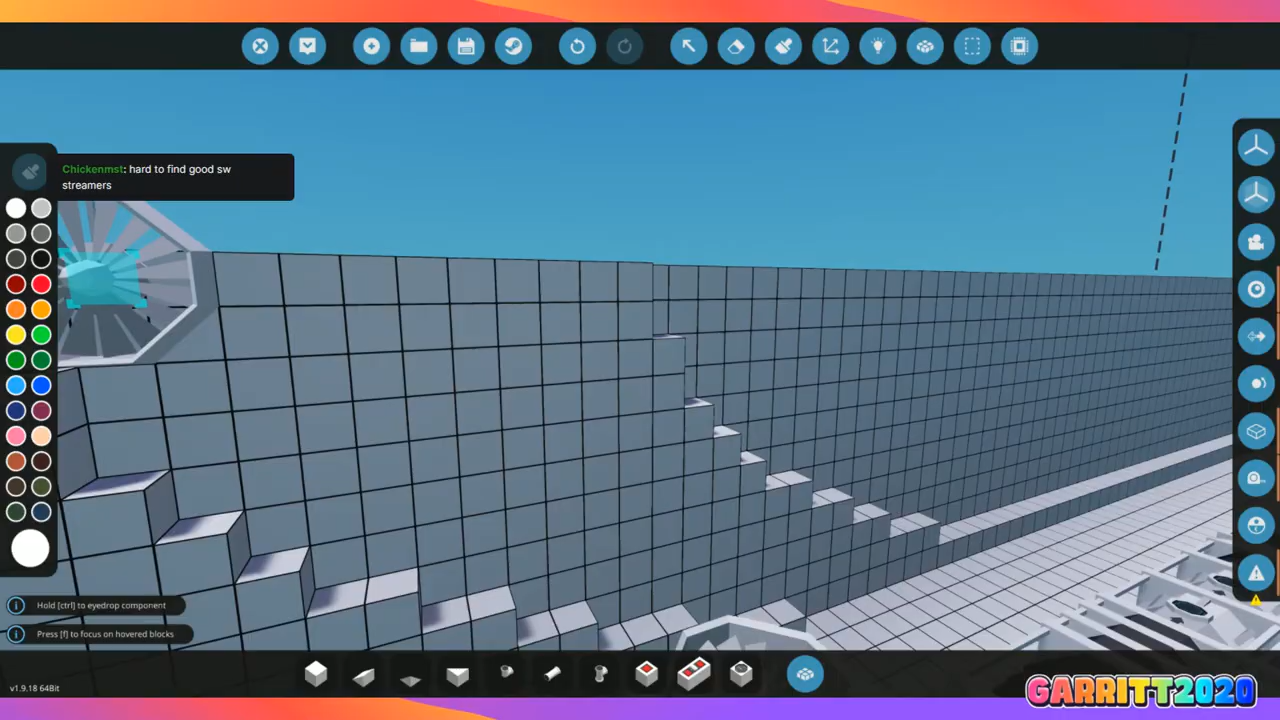 Chickenmst: hard to find good sw
streamers
Hold [ctrl] to eyedrop component
Press [f] to focus on hovered blocks
v1.9.18 64Bit
GARRITT2020